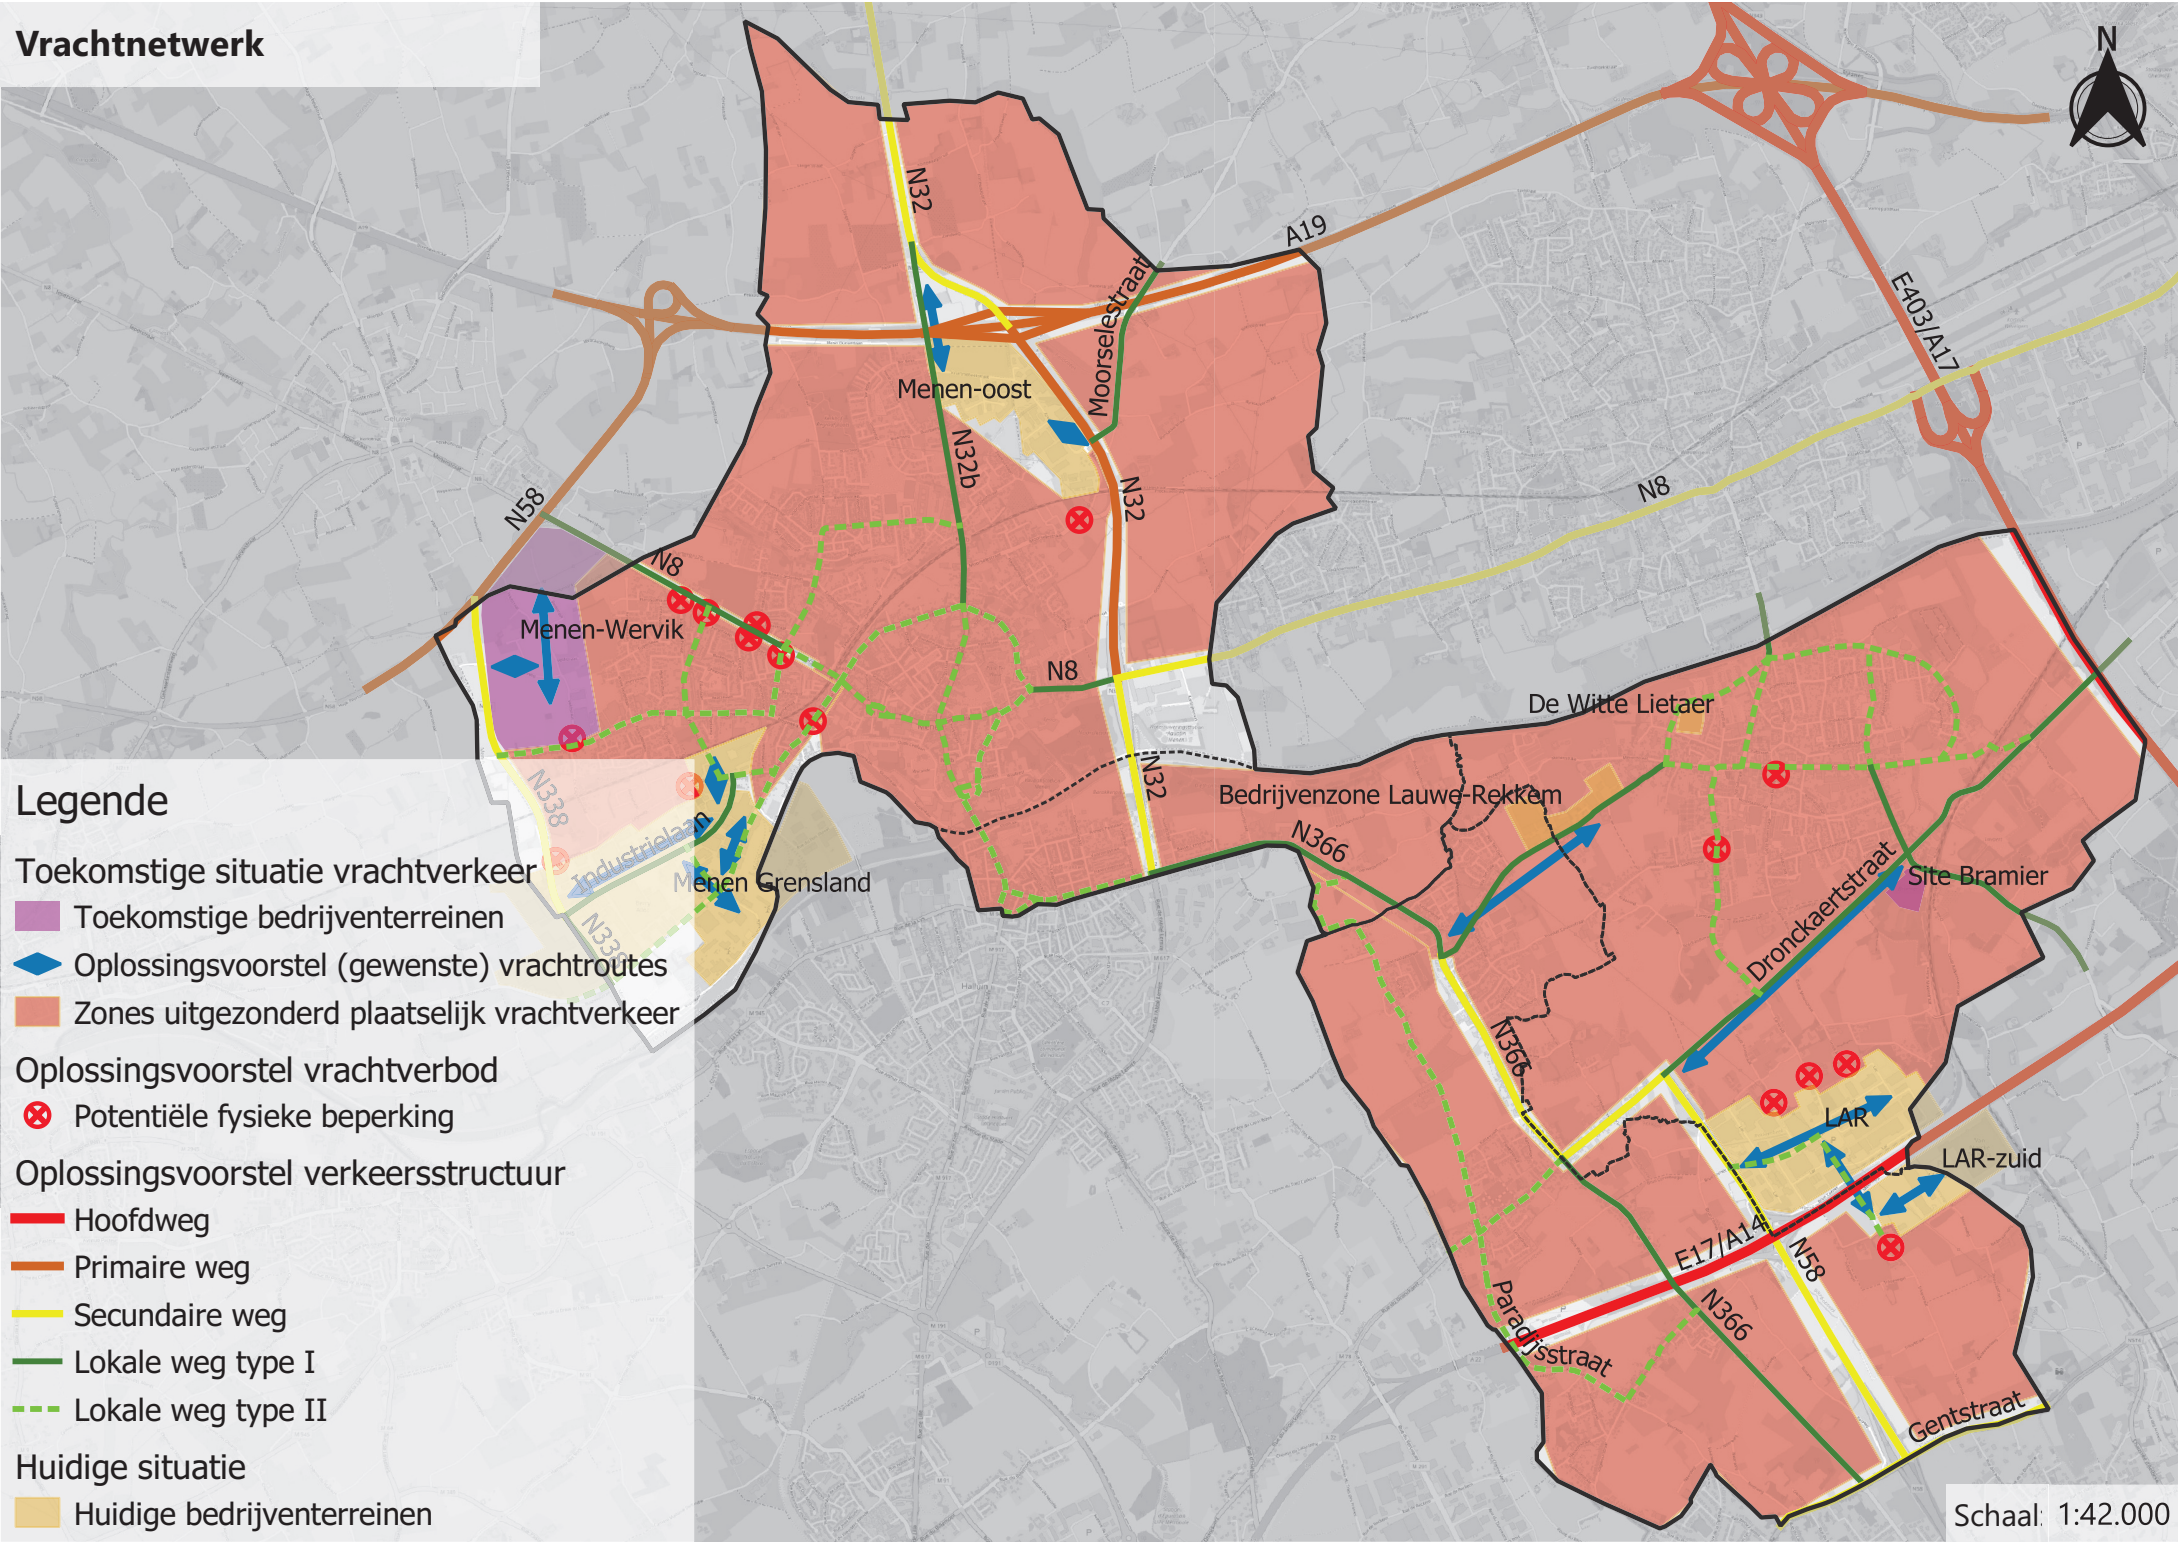 Vrachtnetwerk
N
N32
A19
Moorselestraat
E403/A17
Menen-oost
N32b
N32
N8
N58
N8
Menen-Wervik
N8
De Witte Lietaer
N32
Bedrijvenzone Lauwe-Rekkem
N366
N338
Industrielaan
Menen Grensland
N338
Dronckaertstraat
Site Bramier
N366
LAR
LAR-zuid
E17/A14
N58
N366
Paradijsstraat
Gentstraat
Legende
Toekomstige situatie vrachtverkeer
Toekomstige bedrijventerreinen
Oplossingsvoorstel (gewenste) vrachtroutes
Zones uitgezonderd plaatselijk vrachtverkeer
Oplossingsvoorstel vrachtverbod
Potentiële fysieke beperking
Oplossingsvoorstel verkeersstructuur
Hoofdweg
Primaire weg
Secundaire weg
Lokale weg type I
Lokale weg type II
Huidige situatie
Huidige bedrijventerreinen
Schaal: 1:42.000